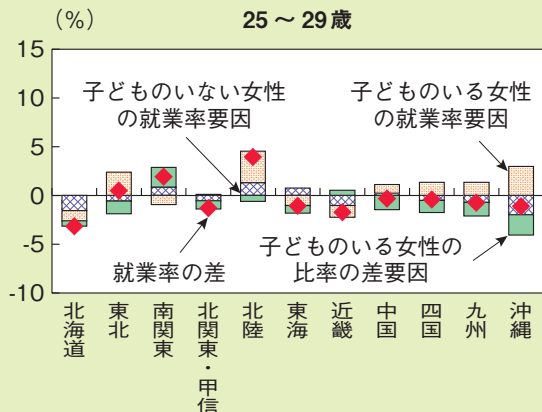 (%) 25～29歳
15
10
5
0
-5
-10
子どものいない女性
の就業率要因
子どものいる女性
の就業率要因
就業率の差
子どものいる女性の
比率の差要因
北海道
東北
南関東
北関東・甲信
北陸
東海
近畿
中国
四国
九州
沖縄